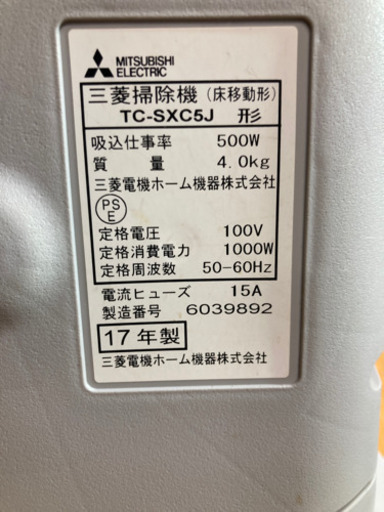 MITSUBISHI
ELECTRIC
三菱掃除機（床移動形）
TC-SXC5J 形
吸込仕事率 500W
質量 4.0kg
三菱電機ホーム機器株式会社
PS
E
定格電圧 100V
定格消費電力 1000W
定格周波数 50-60Hz
電流ヒューズ 15A
製造番号 6039892
17年製
三菱電機ホーム機器株式会社